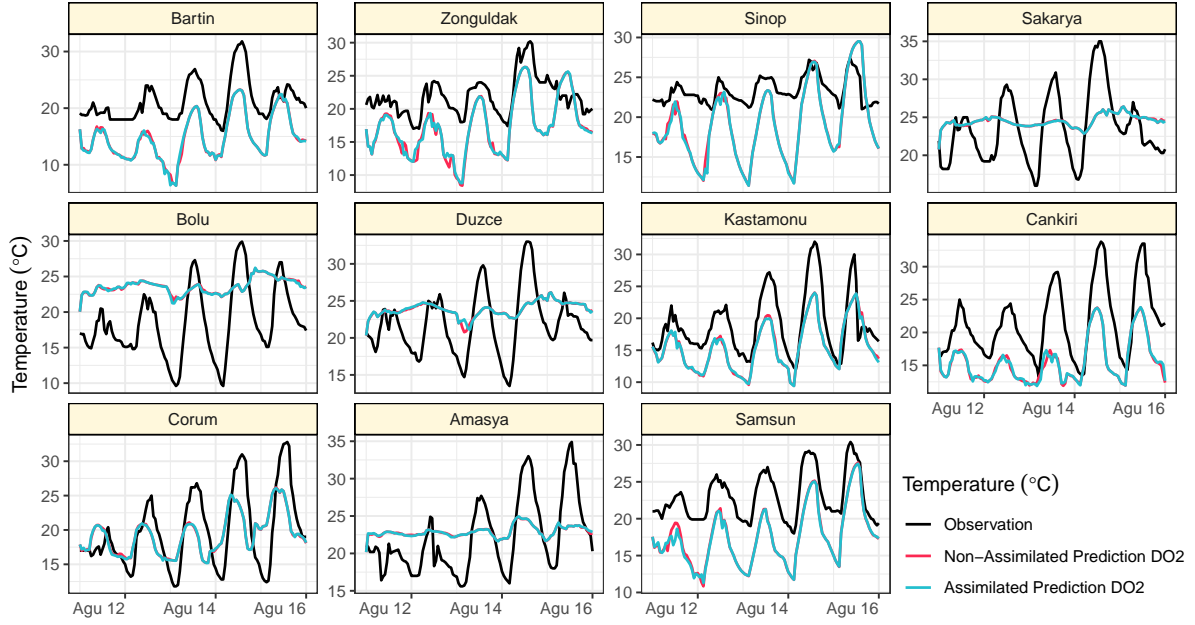 Bartin
Zonguldak
Sinop
Sakarya
30
20
10
30
25
20
15
10
25
20
15
35
30
25
20
Bolu
Duzce
Kastamonu
Cankiri
30
25
20
15
10
30
25
20
15
30
25
20
15
10
30
25
20
15
Agu 12
Agu 14
Agu 16
Corum
Amasya
Samsun
30
25
20
15
35
30
25
20
15
30
25
20
15
10
Agu 12
Agu 14
Agu 16
Agu 12
Agu 14
Agu 16
Agu 12
Agu 14
Agu 16
Temperature (°C)
Temperature (°C)
Observation
Non−Assimilated Prediction DO2
Assimilated Prediction DO2